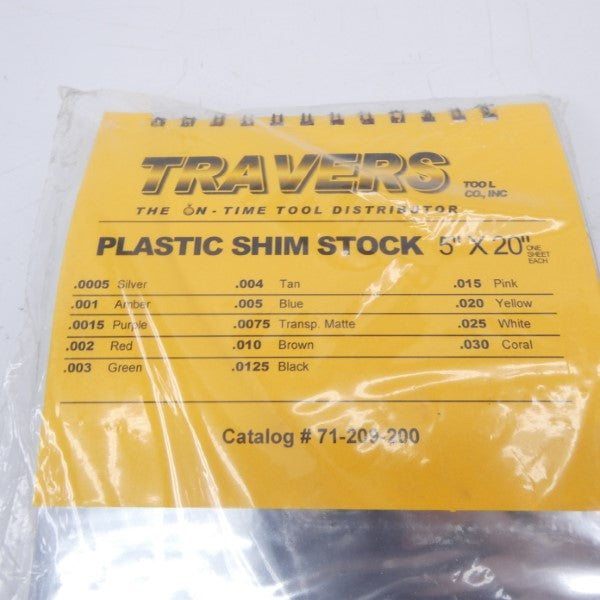 TRAVERS TOOL CO., INC
THE ON-TIME TOOL DISTRIBUTOR
PLASTIC SHIM STOCK 5" X 20" ONE SHEET EACH
.0005 Silver .004 Tan .015 Pink
.001 Amber .005 Blue .020 Yellow
.0015 Purple .0075 Transp. Matte .025 White
.002 Red .010 Brown .030 Coral
.003 Green .0125 Black
Catalog # 71-209-200